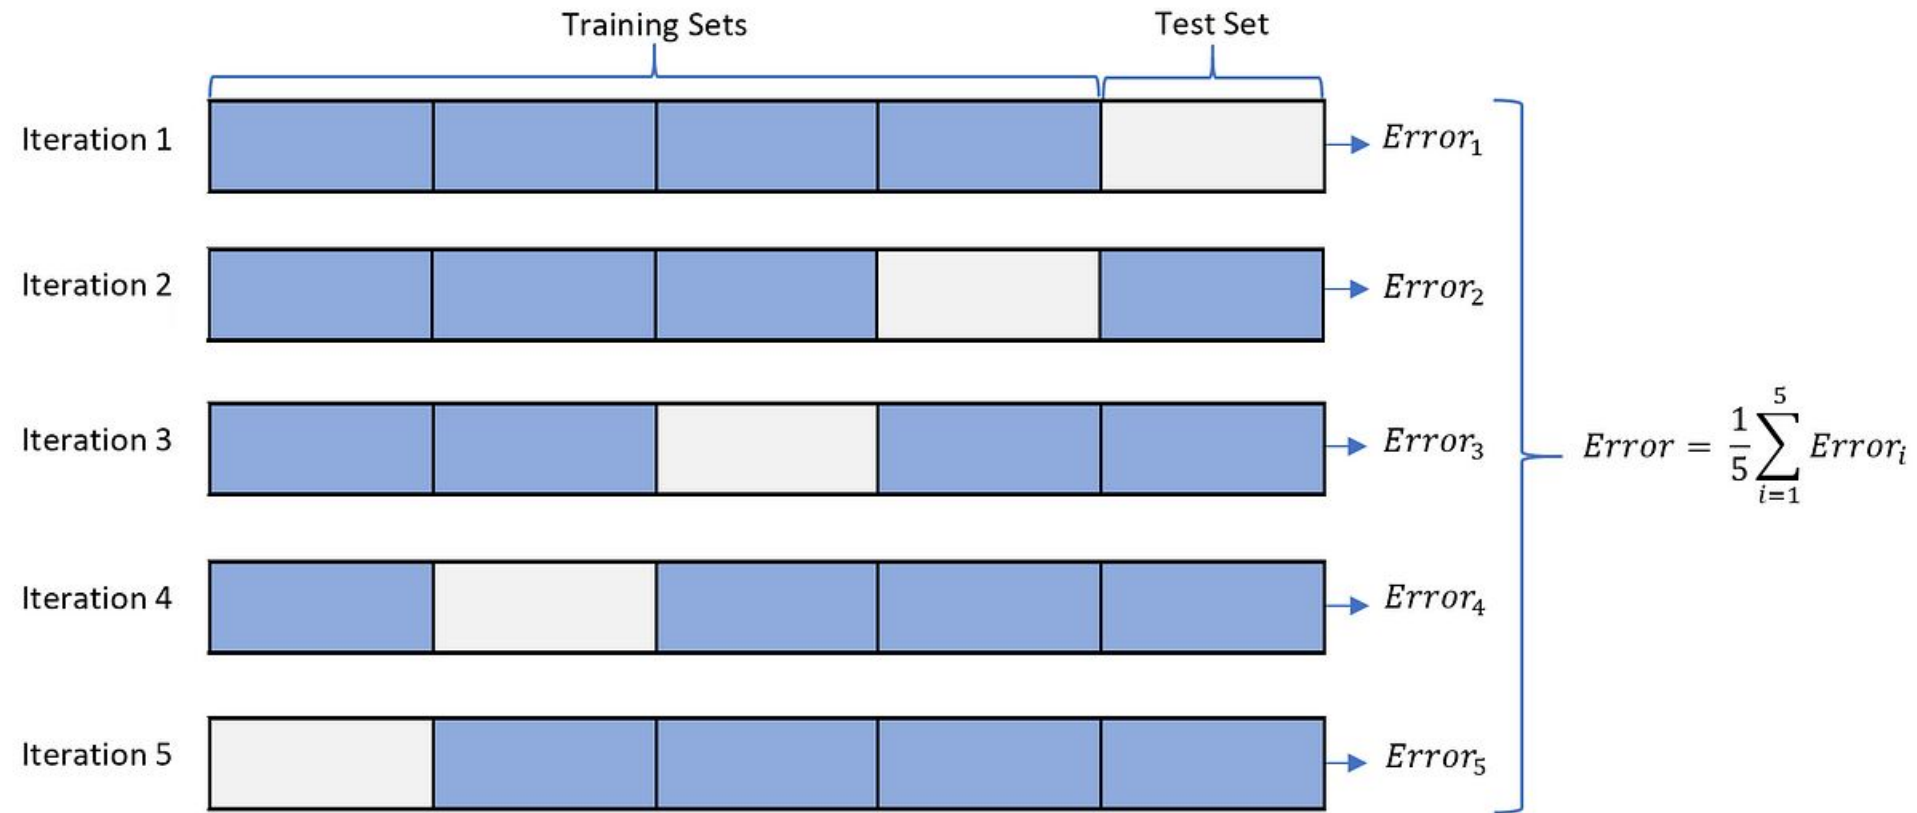 Training Sets
Test Set
Iteration 1
Error₁
Iteration 2
Error₂
Iteration 3
Error₃
Error = 1/5 ∑_{i=1}^{5} Errorᵢ
Iteration 4
Error₄
Iteration 5
Error₅